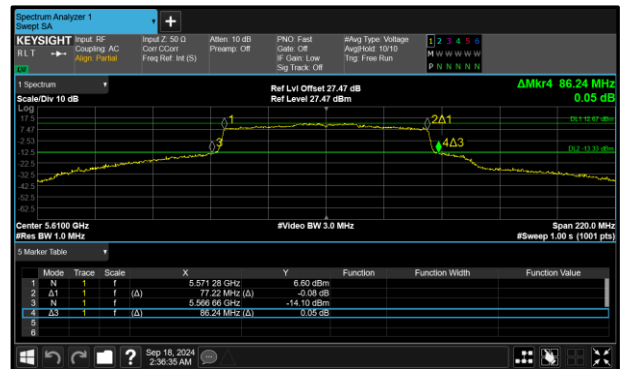 Spectrum Analyzer 1
Swept SA
+
KEYSIGHT Input: RF Input Z: 50 Ω Atten: 10 dB PNO: Fast #Avg Type: Voltage 1 2 3 4 5 6
RLT Coupling: AC Corr CCorr Preamp: Off Gate: Off Avg|Hold: 10/10 M W W W W W
Align: Partial Freq Ref: Int (S) IF Gain: Low Trig: Free Run
Sig Track: Off P N N N N N
1 Spectrum Ref Lvl Offset 27.47 dB ΔMkr4 86.24 MHz
Scale/Div 10 dB Ref Level 27.47 dBm 0.05 dB
Log
17.5 1 2Δ1 DL1 12.67 dBm
7.47
-2.53
-12.5 3 4Δ3 DL2 -13.33 dBm
-22.5
-32.5
-42.5
-52.5
-62.5
Center 5.6100 GHz #Video BW 3.0 MHz Span 220.0 MHz
#Res BW 1.0 MHz #Sweep 1.00 s (1001 pts)
5 Marker Table
Mode Trace Scale X Y Function Function Width Function Value
1 N 1 f 5.571 28 GHz 6.60 dBm
2 Δ1 1 f (Δ) 77.22 MHz (Δ) -0.08 dB
3 N 1 f 5.566 66 GHz -14.10 dBm
4 Δ3 1 f (Δ) 86.24 MHz (Δ) 0.05 dB
5
6
? Sep 18, 2024
2:36:35 AM